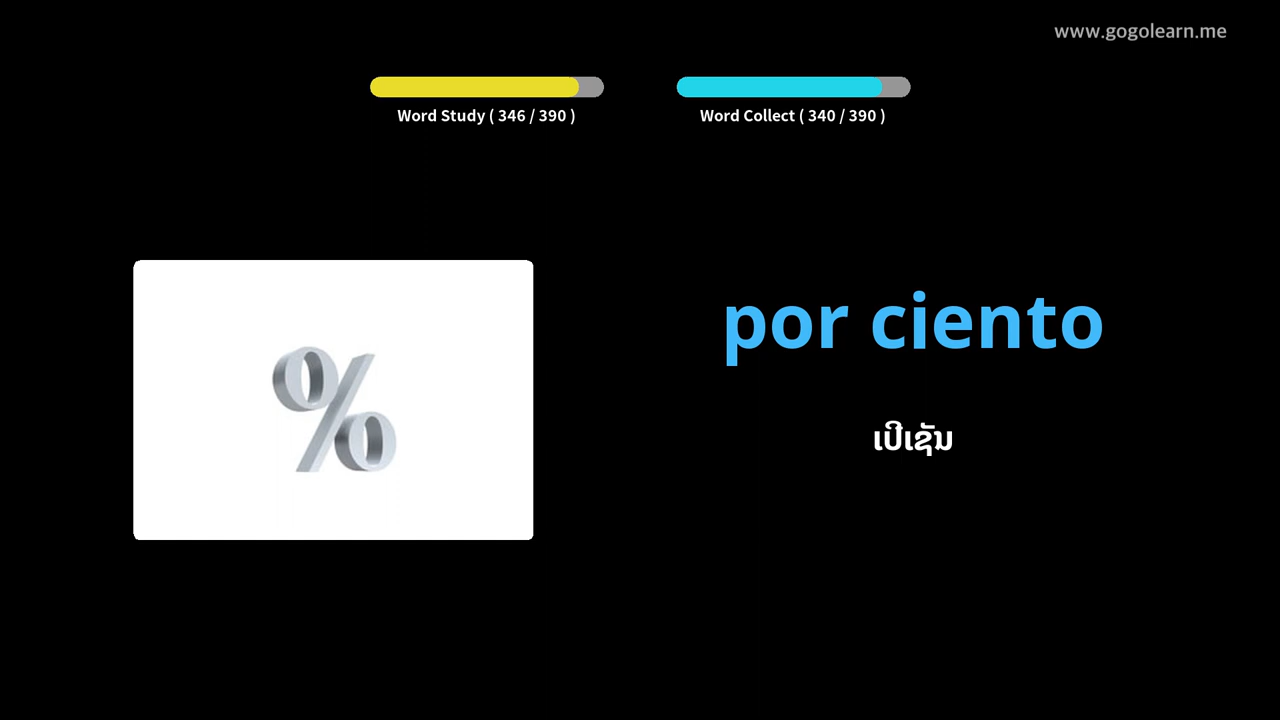 www.gogolearn.me
Word Study ( 346 / 390 )
Word Collect ( 340 / 390 )
%
por ciento
ເປີເຊັນ